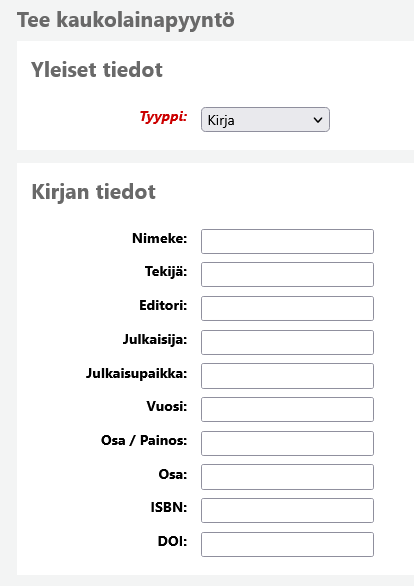 Tee kaukolainapyyntö
Yleiset tiedot
Tyyppi: Kirja
Kirjan tiedot
Nimeke:
Tekijä:
Editori:
Julkaisija:
Julkaisupaikka:
Vuosi:
Osa / Painos:
Osa:
ISBN:
DOI: